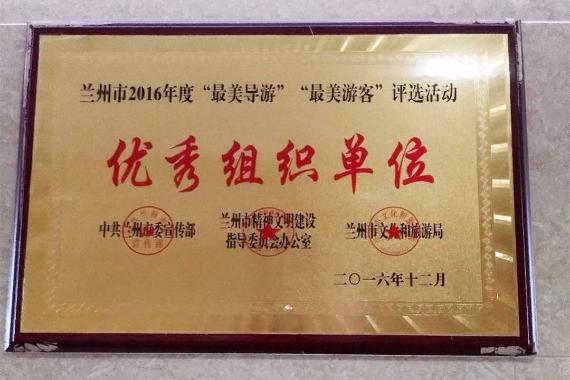 兰州市2016年度“最美导游”“最美游客”评选活动
优秀组织单位
中共兰州市委宣传部
兰州市精神文明建设
指导委员会办公室
兰州市文化和旅游局
二〇一六年十二月